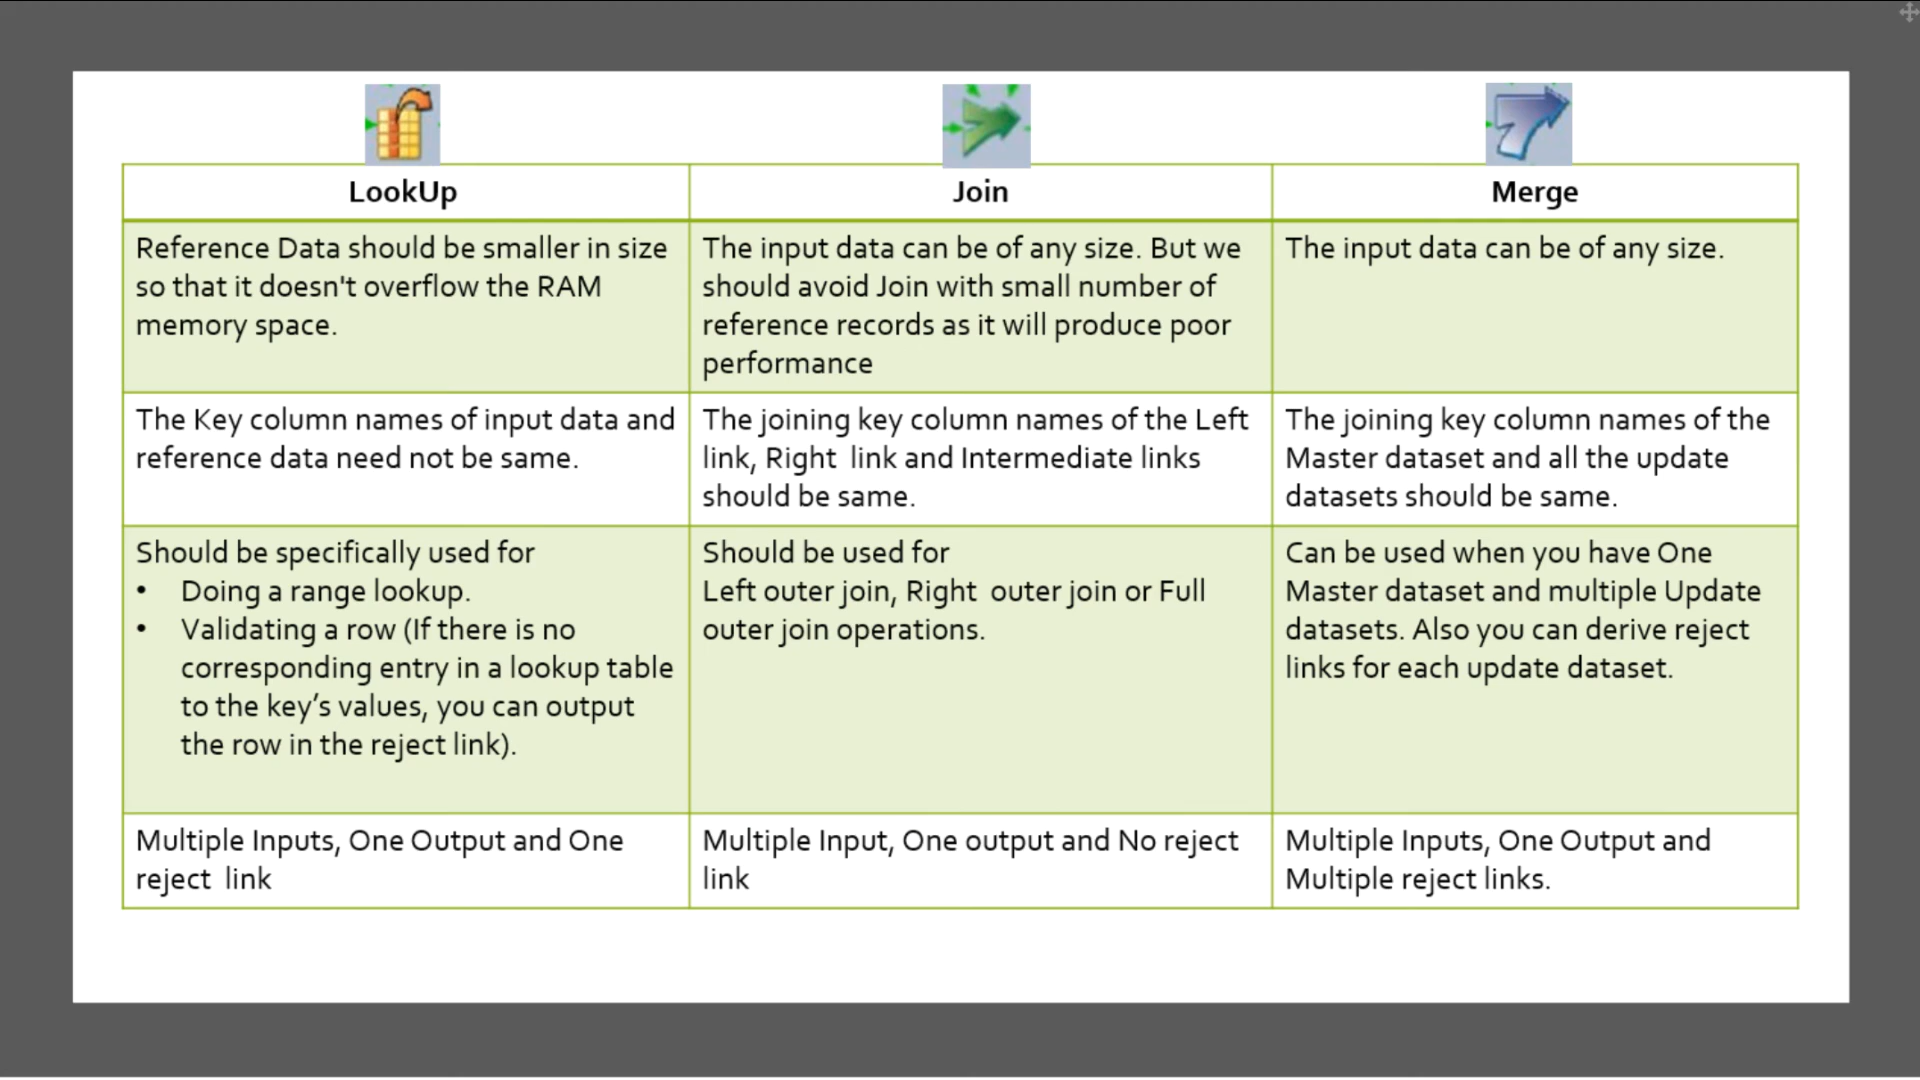 LookUp
Join
Merge
Reference Data should be smaller in size
so that it doesn't overflow the RAM
memory space.
The input data can be of any size. But we
should avoid Join with small number of
reference records as it will produce poor
performance
The input data can be of any size.
The Key column names of input data and
reference data need not be same.
The joining key column names of the Left
link, Right link and Intermediate links
should be same.
The joining key column names of the
Master dataset and all the update
datasets should be same.
Should be specifically used for
• Doing a range lookup.
• Validating a row (If there is no
corresponding entry in a lookup table
to the key’s values, you can output
the row in the reject link).
Should be used for
Left outer join, Right outer join or Full
outer join operations.
Can be used when you have One
Master dataset and multiple Update
datasets. Also you can derive reject
links for each update dataset.
Multiple Inputs, One Output and One
reject link
Multiple Input, One output and No reject
link
Multiple Inputs, One Output and
Multiple reject links.